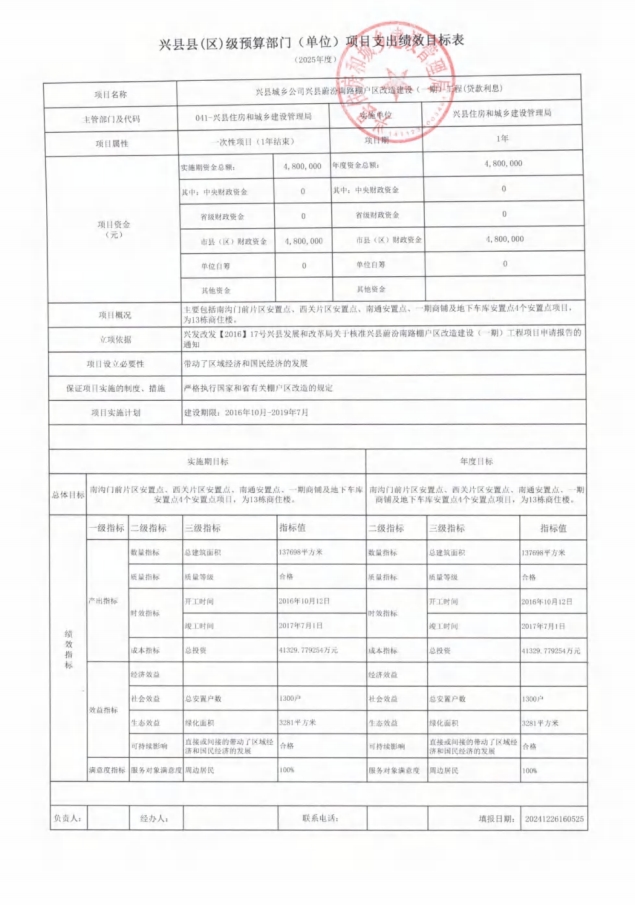 兴县县(区)级预算部门（单位）项目支出绩效目标表
（2025年度）
项目名称 兴县城乡公司兴县蔚汾南路棚户区改造建设（一期）工程(贷款利息)
主管部门及代码 041-兴县住房和城乡建设管理局 实施单位 兴县住房和城乡建设管理局
项目属性 一次性项目（1年结束） 项目期 1年
项目资金
（元）
实施期资金总额： 4,800,000 年度资金总额： 4,800,000
其中：中央财政资金 0 其中：中央财政资金 0
省级财政资金 0 省级财政资金 0
市县（区）财政资金 4,800,000 市县（区）财政资金 4,800,000
单位自筹 0 单位自筹 0
其他资金 其他资金
项目概况 主要包括南沟门前片区安置点、西关片区安置点、南通安置点、一期商铺及地下车库安置点4个安置点项目，
为13栋商住楼。
立项依据 兴发改发【2016】17号兴县发展和改革局关于核准兴县蔚汾南路棚户区改造建设（一期）工程项目申请报告的
通知
项目设立必要性 带动了区域经济和国民经济的发展
保证项目实施的制度、措施 严格执行国家和省有关棚户区改造的规定
项目实施计划 建设期限：2016年10月-2019年7月
实施期目标 年度目标
总体目标 南沟门前片区安置点、西关片区安置点、南通安置点、一期商铺及地下车库
安置点4个安置点项目，为13栋商住楼。
南沟门前片区安置点、西关片区安置点、南通安置点、一期商铺及地下车库安置点4个安置点项目，为13栋商住楼。
绩效指标
一级指标 二级指标 三级指标 指标值 二级指标 三级指标 指标值
产出指标 数量指标 总建筑面积 137698平方米 数量指标 总建筑面积 137698平方米
质量指标 质量等级 合格 质量指标 质量等级 合格
时效指标 开工时间 2016年10月12日 时效指标 开工时间 2016年10月12日
竣工时间 2017年7月1日 竣工时间 2017年7月1日
成本指标 总投资 41329.779254万元 成本指标 总投资 41329.779254万元
效益指标 经济效益 经济效益
社会效益 总安置户数 1300户 社会效益 总安置户数 1300户
生态效益 绿化面积 3281平方米 生态效益 绿化面积 3281平方米
可持续影响 直接或间接的带动了区域经
济和国民经济的发展 合格 可持续影响 直接或间接的带动了区域经
济和国民经济的发展 合格
满意度指标 服务对象满意度 周边居民 100% 服务对象满意度 周边居民 100%
负责人： 经办人： 联系电话： 填报日期： 20241226160525